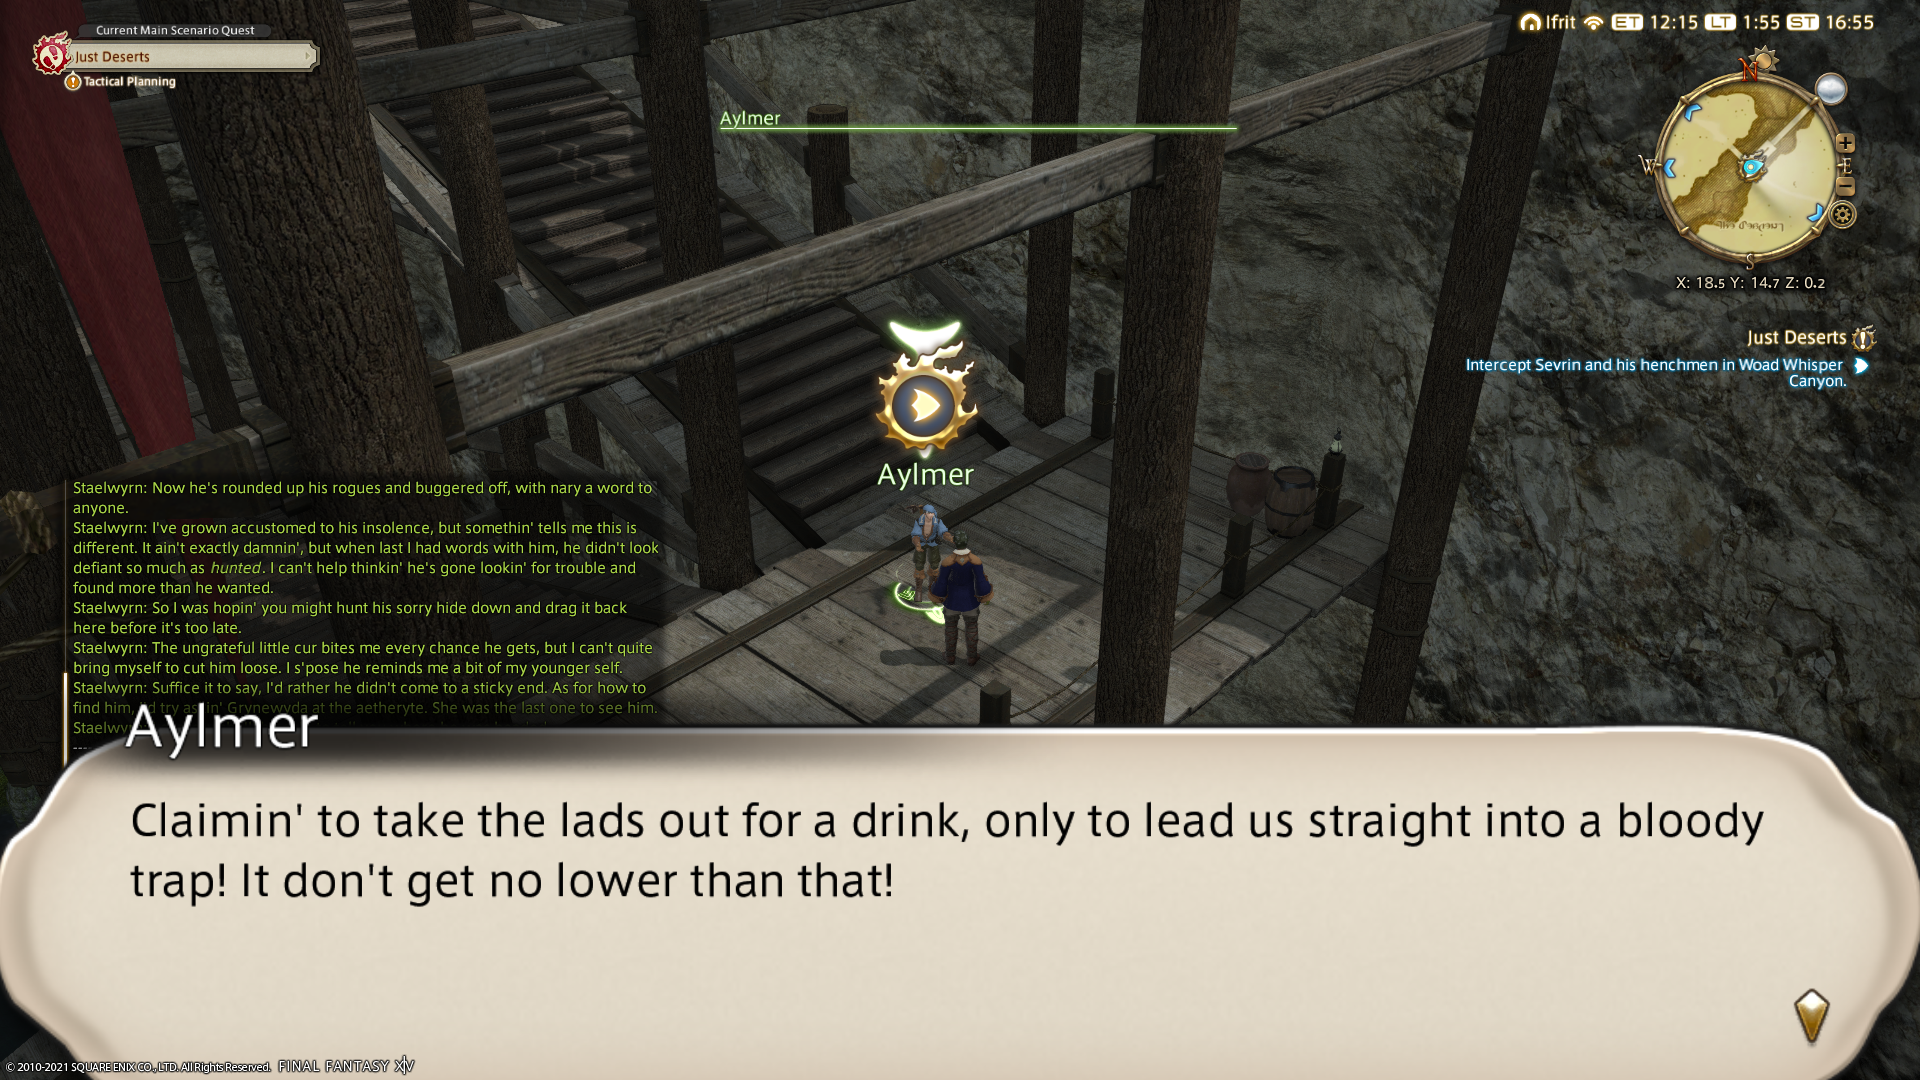 Current Main Scenario Quest
Just Deserts
Tactical Planning
Ifrit ET 12:15 LT 1:55 ST 16:55
Aylmer
N
W
E
S
X: 18.5 Y: 14.7 Z: 0.2
Just Deserts
Intercept Sevrin and his henchmen in Woad Whisper
Canyon.
Aylmer
Staelwyrn: Now he's rounded up his rogues and buggered off, with nary a word to
anyone.
Staelwyrn: I've grown accustomed to his insolence, but somethin' tells me this is
different. It ain't exactly damnin', but when last I had words with him, he didn't look
defiant so much as hunted. I can't help thinkin' he's gone lookin' for trouble and
found more than he wanted.
Staelwyrn: So I was hopin' you might hunt his sorry hide down and drag it back
here before it's too late.
Staelwyrn: The ungrateful little cur bites me every chance he gets, but I can't quite
bring myself to cut him loose. I s'pose he reminds me a bit of my younger self.
Staelwyrn: Suffice it to say, I'd rather he didn't come to a sticky end. As for how to
find him, try Grynewyda at the aetheryte. She was the last one to see him.
Aylmer
Claimin' to take the lads out for a drink, only to lead us straight into a bloody
trap! It don't get no lower than that!
© 2010-2021 SQUARE ENIX CO., LTD. All Rights Reserved. FINAL FANTASY XIV